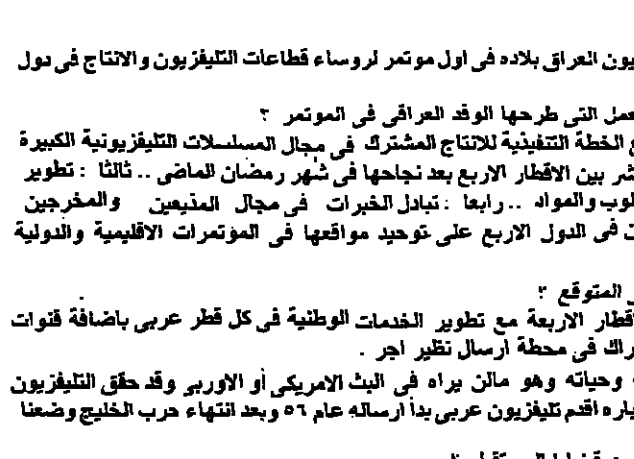 يون العراق بلاده فى اول موتمر لروساء قطاعات التليفزيون والانتاج فى دول
عمل التى طرحها الوفد العراقى فى الموتمر ؟
ع الخطة التنفيذية للانتاج المشترك فى مجال المسلسلات التليفزيونية الكبيرة
شر بين الاقطار الاربع بعد نجاحها فى شهر رمضان الماضى .. ثالثا : تطوير
لوب والمواد .. رابعا : تبادل الخبرات فى مجال المذيعين والمخرجين
ت فى الدول الاربع على توحيد مواقعها فى المؤتمرات الاقليمية والدولية
المتوقع ؟
قطار الاربعة مع تطوير الخدمات الوطنية فى كل قطر عربى باضافة قنوات
راك فى محطة ارسال نظير اجر .
وحياته وهو مالن يراه فى البث الامريكى أو الاوربى وقد حقق التليفزيون
ياره اقدم تليفزيون عربى بدأ ارساله عام ٥٦ وبعد انتهاء حرب الخليج وضعنا